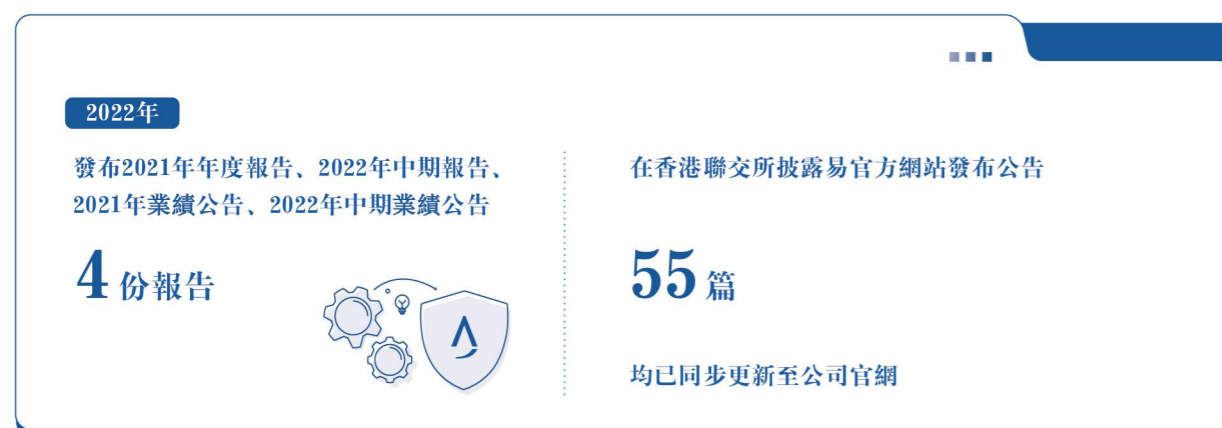 2022年
發布2021年年度報告、2022年中期報告、
2021年業績公告、2022年中期業績公告
4份報告
在香港聯交所披露易官方網站發布公告
55篇
均已同步更新至公司官網